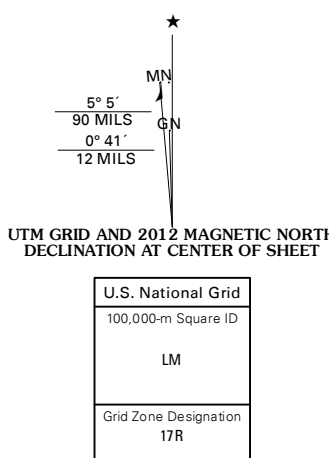 ★
MN
5° 5´
90 MILS
GN
0° 41´
12 MILS
UTM GRID AND 2012 MAGNETIC NORTH
DECLINATION AT CENTER OF SHEET
U.S. National Grid
100,000-m Square ID
LM
Grid Zone Designation
17R